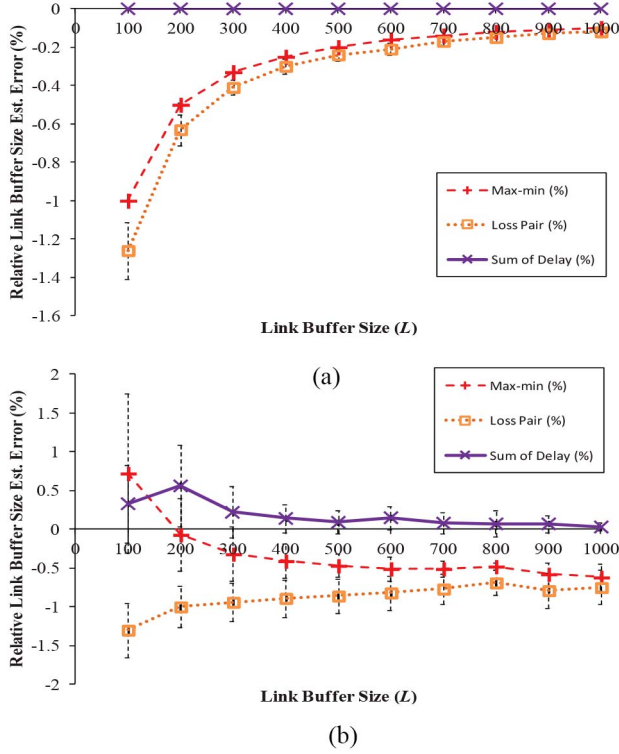 0
0 100 200 300 400 500 600 700 800 900 1000
-0.2
-0.4
-0.6
-0.8
-1
-1.2
-1.4
-1.6
Relative Link Buffer Size Est. Error (%)
Max-min (%)
Loss Pair (%)
Sum of Delay (%)
Link Buffer Size (L)
(a)
2
1.5
1
0.5
0
0 100 200 300 400 500 600 700 800 900 1000
-0.5
-1
-1.5
-2
Relative Link Buffer Size Est. Error (%)
Max-min (%)
Loss Pair (%)
Sum of Delay (%)
Link Buffer Size (L)
(b)